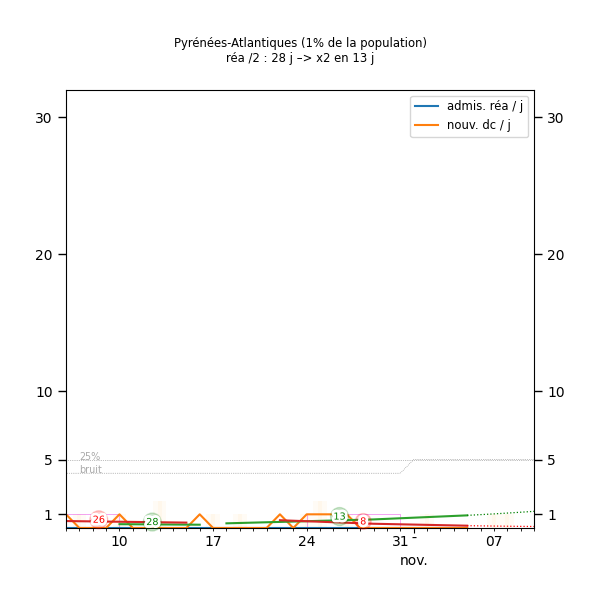 Pyrénées-Atlantiques (1% de la population)
réa /2 : 28 j –> x2 en 13 j
admis. réa / j
nouv. dc / j
30 30
20 20
10 10
25%
5 5
bruit
26 28 13 8
1 1
10 17 24 31 07
nov.